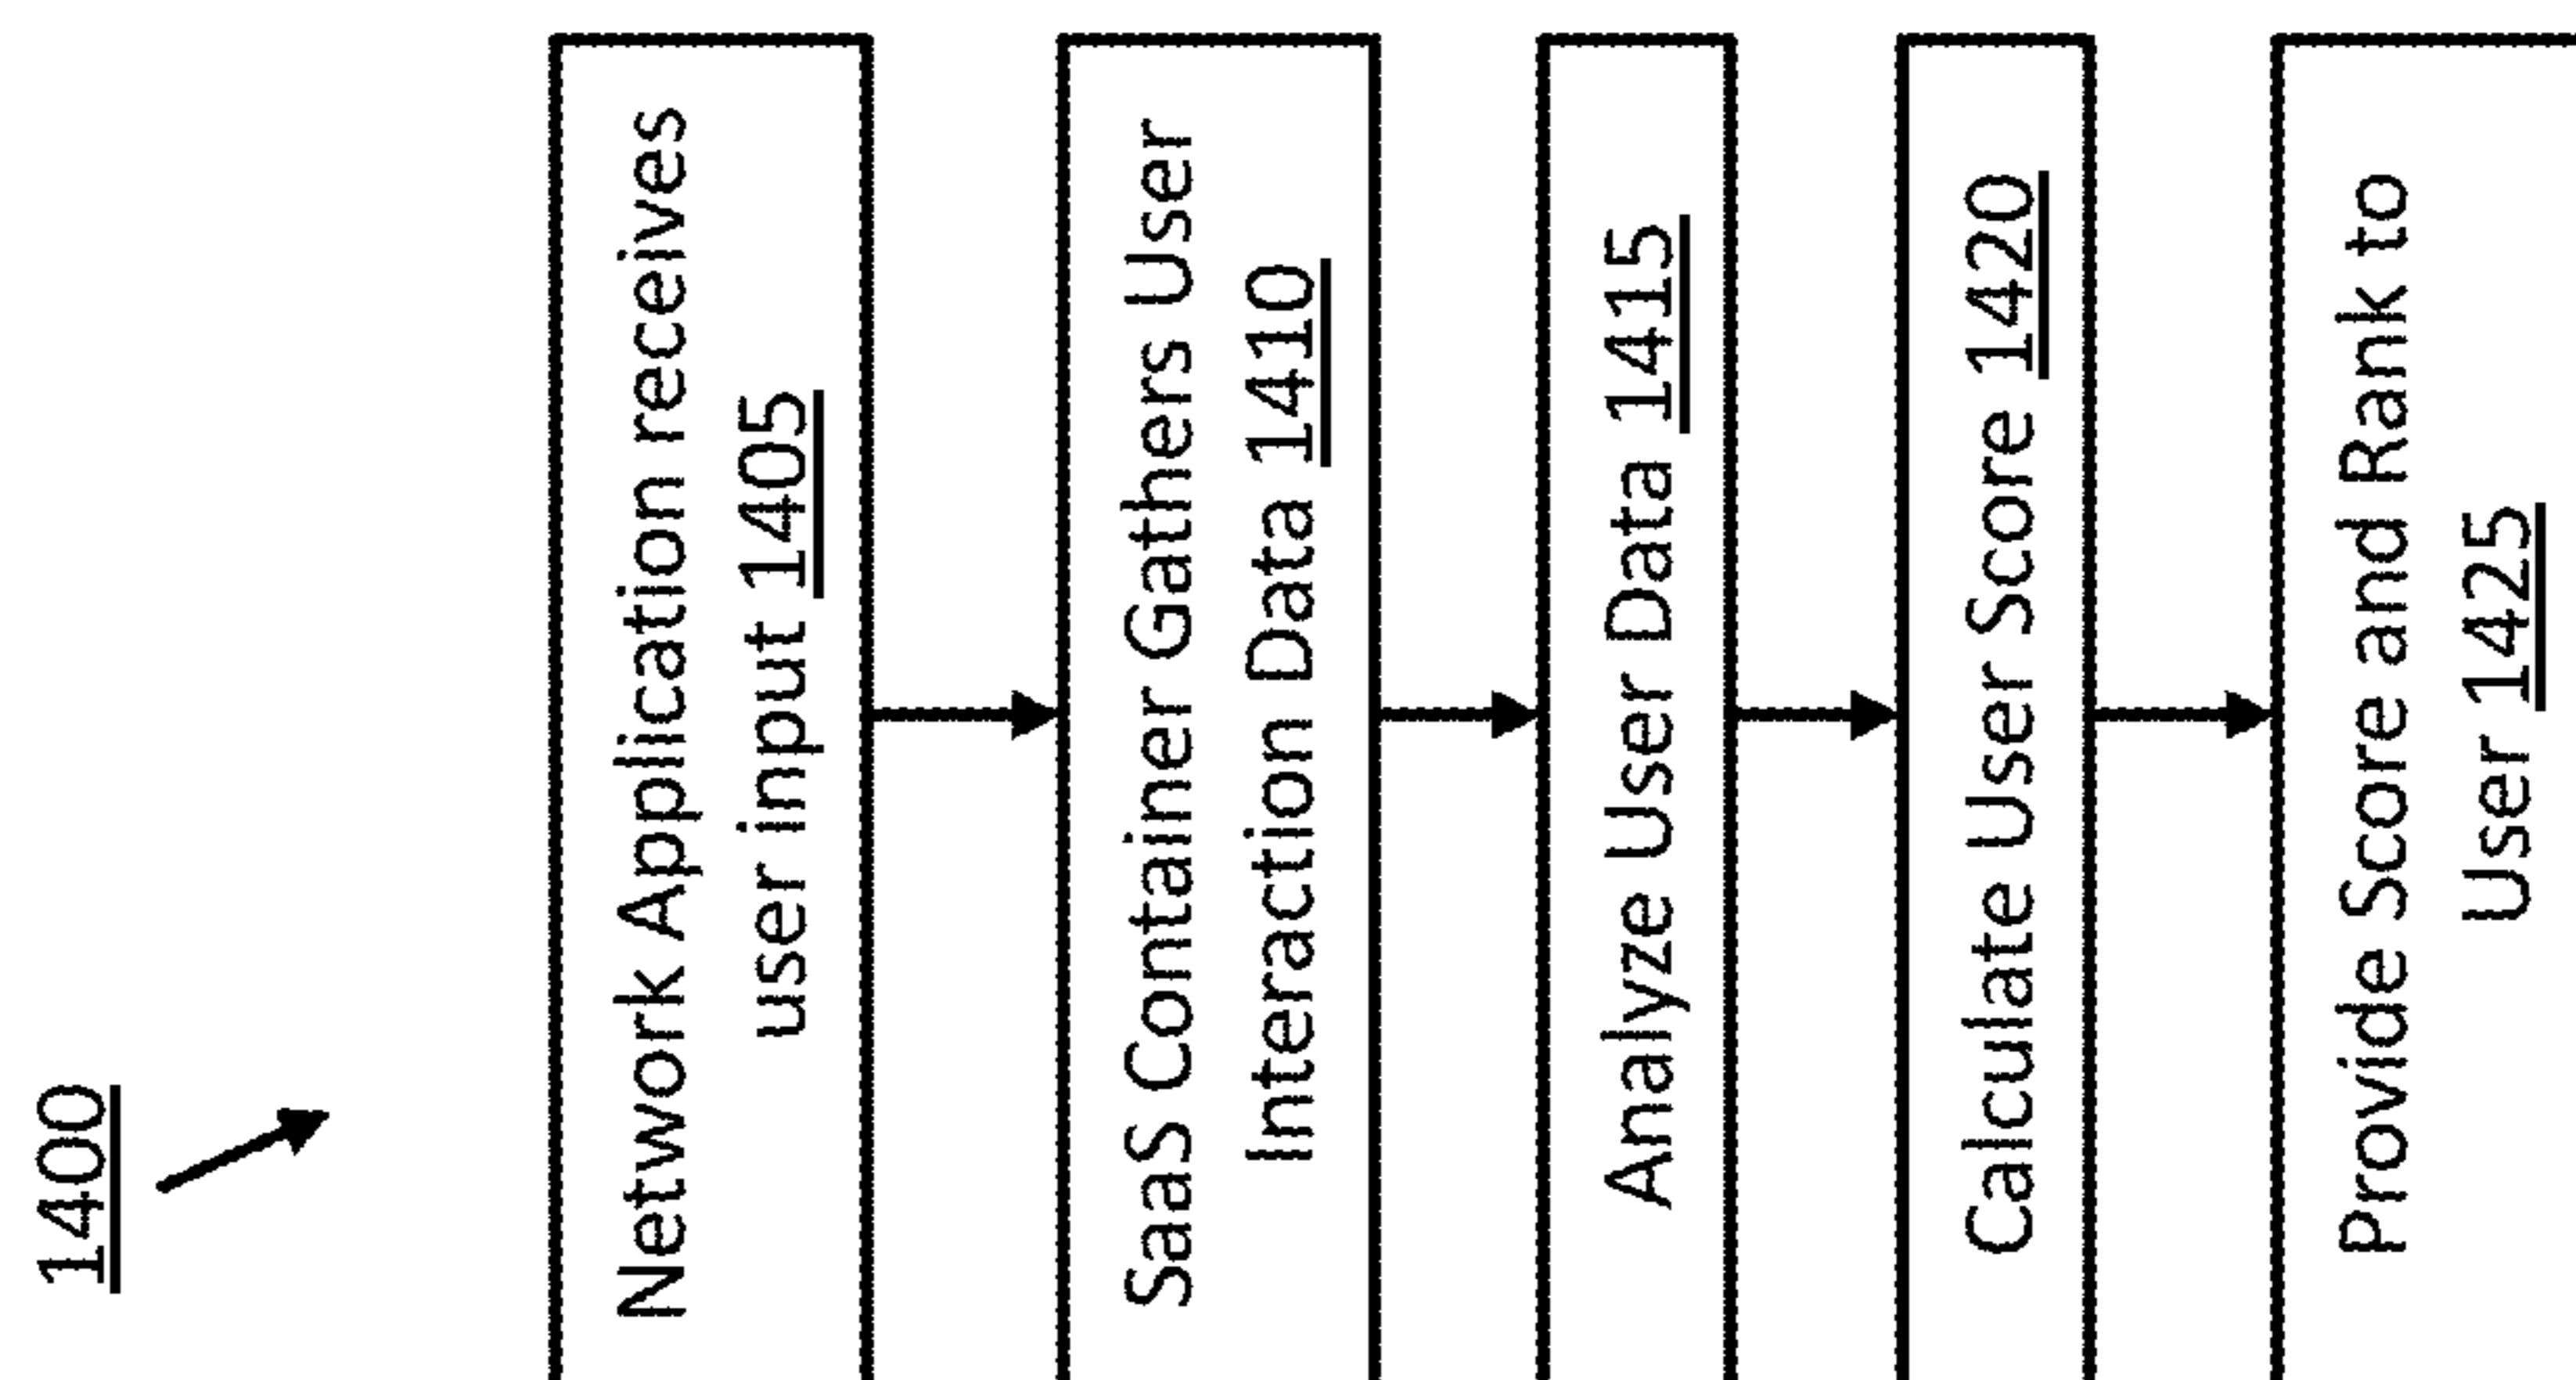 1400
Network Application receives
user input 1405
SaaS Container Gathers User
Interaction Data 1410
Analyze User Data 1415
Calculate User Score 1420
Provide Score and Rank to
User 1425